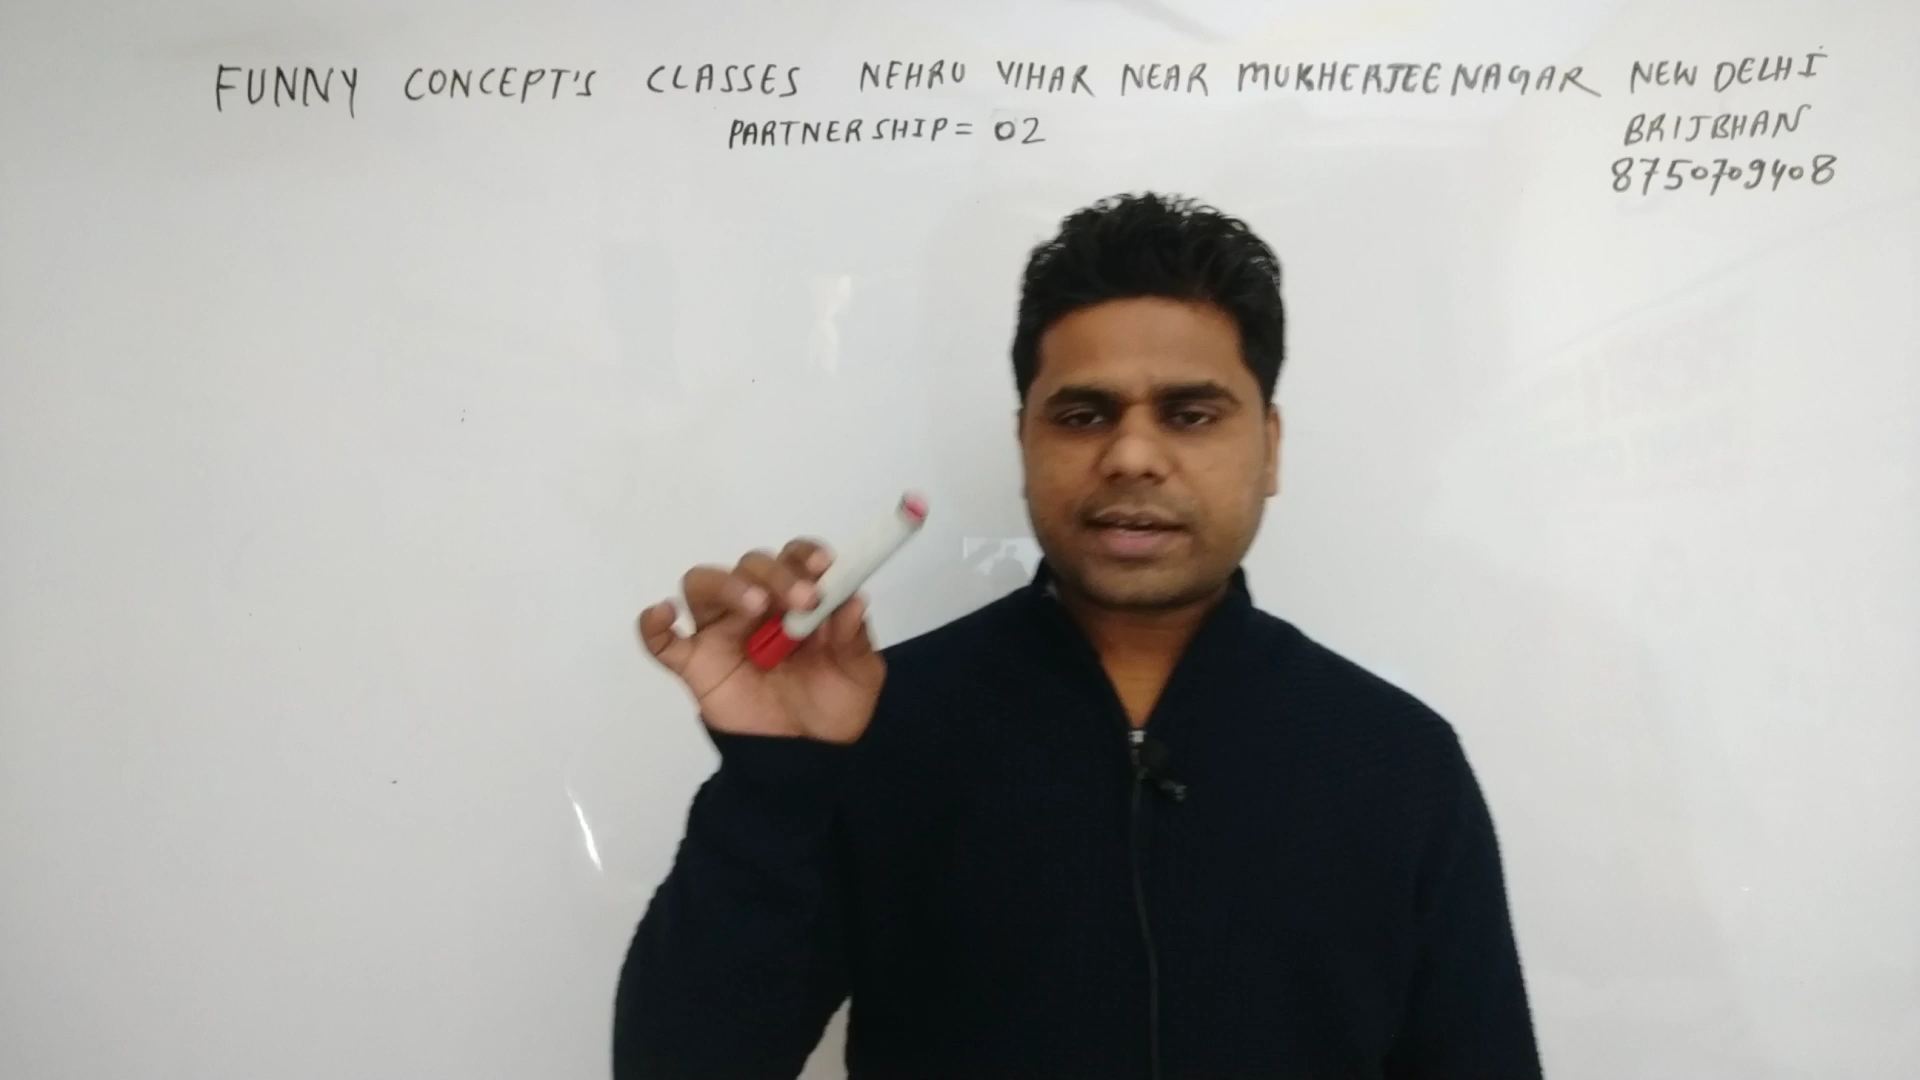 FUNNY CONCEPT'S CLASSES NEHRU VIHAR NEAR MUKHERJEE NAGAR NEW DELHI
PARTNERSHIP = 02
BRIJBHAN
8750709408